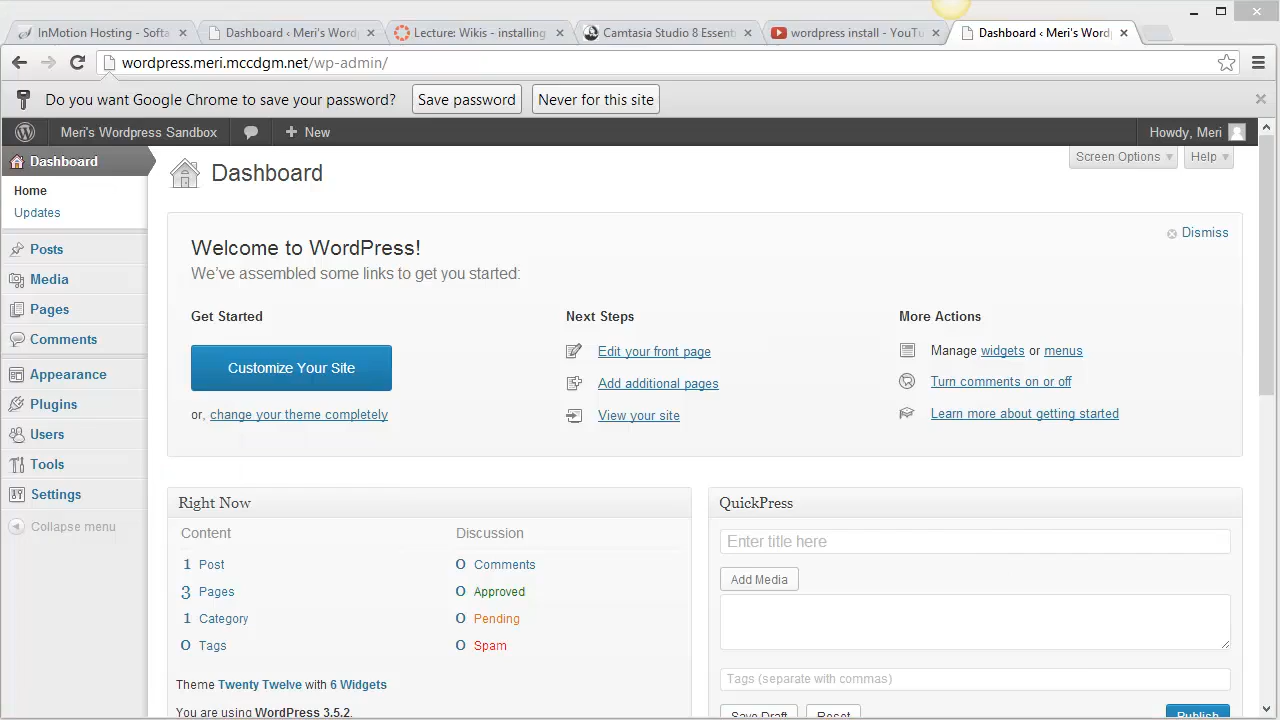 InMotion Hosting - Softa
Dashboard ‹ Meri's Wordp
Lecture: Wikis - installing
Camtasia Studio 8 Essenti
wordpress install - YouTu
Dashboard ‹ Meri's Wordp
wordpress.meri.mccdgm.net/wp-admin/
Do you want Google Chrome to save your password?
Save password
Never for this site
Meri's Wordpress Sandbox
New
Howdy, Meri
Dashboard
Home
Updates
Posts
Media
Pages
Comments
Appearance
Plugins
Users
Tools
Settings
Collapse menu
Screen Options
Help
Dashboard
Welcome to WordPress!
Dismiss
We've assembled some links to get you started:
Get Started
Customize Your Site
or, change your theme completely
Next Steps
Edit your front page
Add additional pages
View your site
More Actions
Manage widgets or menus
Turn comments on or off
Learn more about getting started
Right Now
Content
1 Post
3 Pages
1 Category
0 Tags
Discussion
0 Comments
0 Approved
0 Pending
0 Spam
Theme Twenty Twelve with 6 Widgets
You are using WordPress 3.5.2.
QuickPress
Enter title here
Add Media
Tags (separate with commas)
Save Draft
Reset
Publish